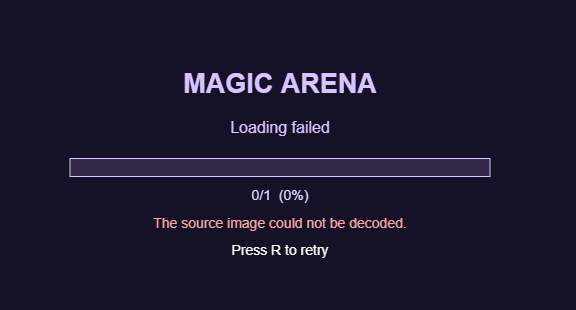 MAGIC ARENA
Loading failed
0/1 (0%)
The source image could not be decoded.
Press R to retry